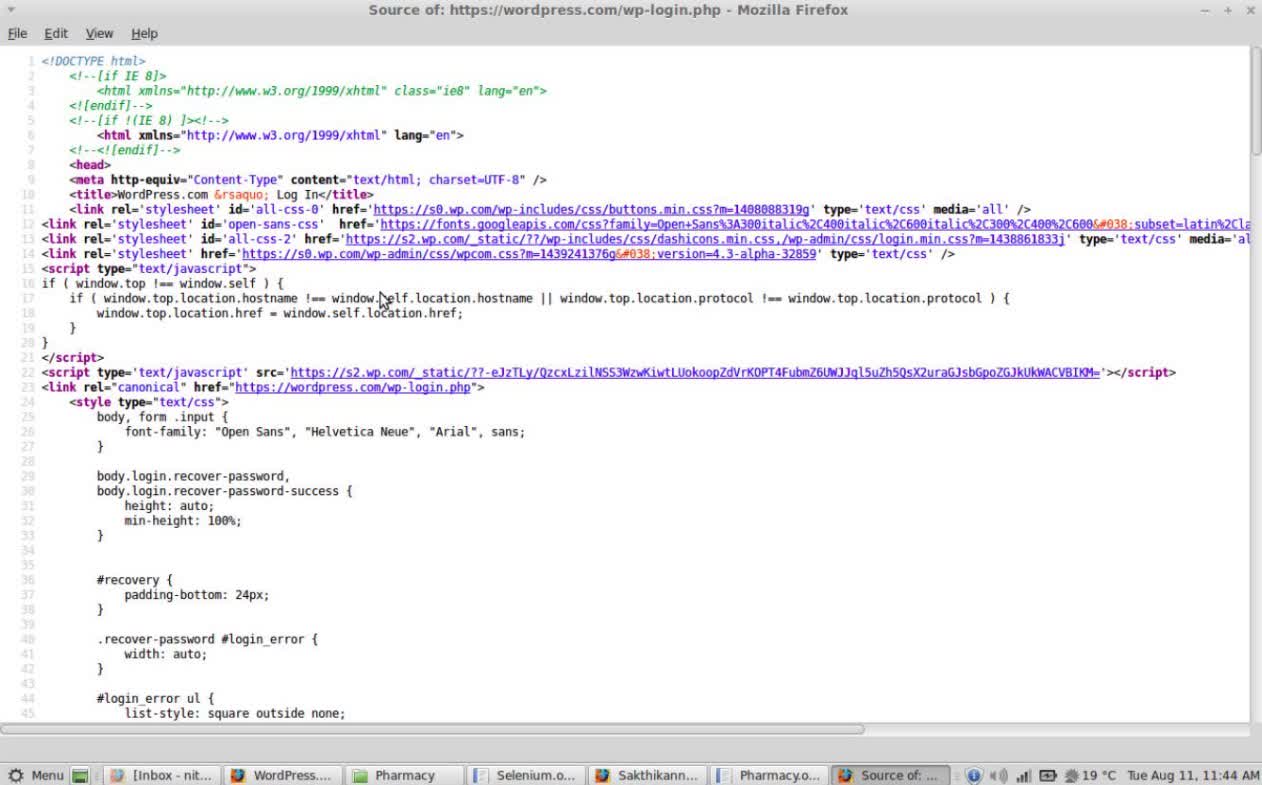 Source of: https://wordpress.com/wp-login.php - Mozilla Firefox
File Edit View Help
1 <!DOCTYPE html>
2 <!--[if IE 8]>
3 <html xmlns="http://www.w3.org/1999/xhtml" class="ie8" lang="en">
4 <![endif]-->
5 <!--[if !(IE 8) ]><!-->
6 <html xmlns="http://www.w3.org/1999/xhtml" lang="en">
7 <!--<![endif]-->
8 <head>
9 <meta http-equiv="Content-Type" content="text/html; charset=UTF-8" />
10 <title>WordPress.com &rsaquo; Log In</title>
11 <link rel='stylesheet' id='all-css-0' href='https://s0.wp.com/wp-includes/css/buttons.min.css?m=1408088319g' type='text/css' media='all' />
12 <link rel='stylesheet' id='open-sans-css' href='https://fonts.googleapis.com/css?family=Open+Sans%3A300italic%2C400italic%2C600italic%2C300%2C400%2C600&#038;subset=latin%2Cla
13 <link rel='stylesheet' id='all-css-2' href='https://s2.wp.com/_static/??/wp-includes/css/dashicons.min.css,/wp-admin/css/login.min.css?m=1438861833j' type='text/css' media='al
14 <link rel='stylesheet' href='https://s0.wp.com/wp-admin/css/wpcom.css?m=1439241376g&#038;version=4.3-alpha-32859' type='text/css' />
15 <script type="text/javascript">
16 if ( window.top !== window.self ) {
17 if ( window.top.location.hostname !== window.self.location.hostname || window.top.location.protocol !== window.top.location.protocol ) {
18 window.top.location.href = window.self.location.href;
19 }
20 }
21 </script>
22 <script type='text/javascript' src='https://s2.wp.com/_static/??-eJzTLy/QzcxLzilNSS3WzwKiwtLUokoopZdVrKOPT4FubmZ6UWJJql5uZh5QsX2uraGJsbGpoZGJkUkWACVBIKM='></script>
23 <link rel="canonical" href="https://wordpress.com/wp-login.php">
24 <style type="text/css">
25 body, form .input {
26 font-family: "Open Sans", "Helvetica Neue", "Arial", sans;
27 }
28
29 body.login.recover-password,
30 body.login.recover-password-success {
31 height: auto;
32 min-height: 100%;
33 }
34
35
36 #recovery {
37 padding-bottom: 24px;
38 }
39
40 .recover-password #login_error {
41 width: auto;
42 }
43
44 #login_error ul {
45 list-style: square outside none;
Menu [Inbox - nit... WordPress.... Pharmacy Selenium.o... Sakthikann... Pharmacy.o... Source of: ... 19 °C Tue Aug 11, 11:44 AM